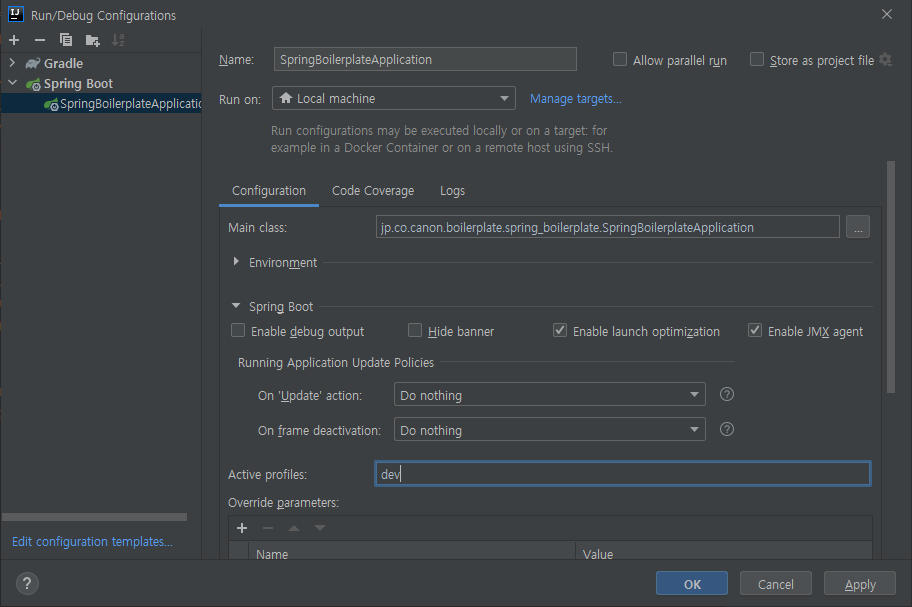 Run/Debug Configurations
Gradle
Spring Boot
SpringBoilerplateApplicatio
Edit configuration templates...
Name: SpringBoilerplateApplication Allow parallel run Store as project file
Run on: Local machine Manage targets...
Run configurations may be executed locally or on a target: for
example in a Docker Container or on a remote host using SSH.
Configuration Code Coverage Logs
Main class: jp.co.canon.boilerplate.spring_boilerplate.SpringBoilerplateApplication ...
Environment
Spring Boot
Enable debug output Hide banner Enable launch optimization Enable JMX agent
Running Application Update Policies
On 'Update' action: Do nothing ?
On frame deactivation: Do nothing ?
Active profiles: dev
Override parameters:
Name Value
? OK Cancel Apply